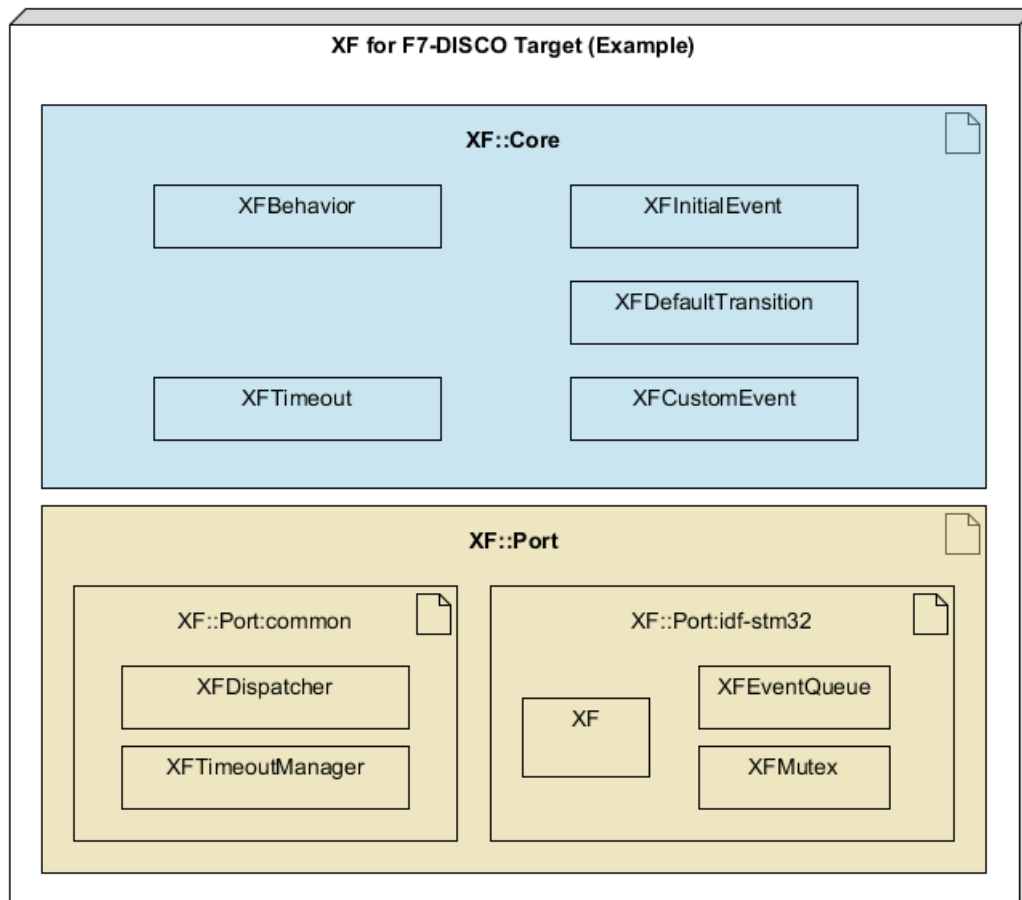 XF for F7-DISCO Target (Example)
XF::Core
XFBehavior
XFInitialEvent
XFDefaultTransition
XFTimeout
XFCustomEvent
XF::Port
XF::Port:common
XFDispatcher
XFTimeoutManager
XF::Port:idf-stm32
XF
XFEventQueue
XFMutex